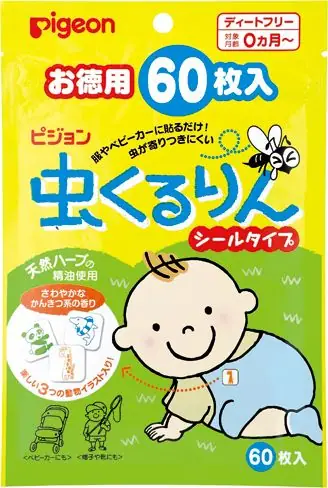 Pigeon
ディートフリー
対象月齢 0ヵ月～
お徳用 60枚入
服やベビーカーに貼るだけ!
虫が寄りつきにくい
ピジョン
虫くるりん
シールタイプ
天然ハーブの
精油使用
さわやかな
かんきつ系の香り
楽しい3つの動物イラスト入り!
<ベビーカーにも>
<帽子や靴にも>
60枚入